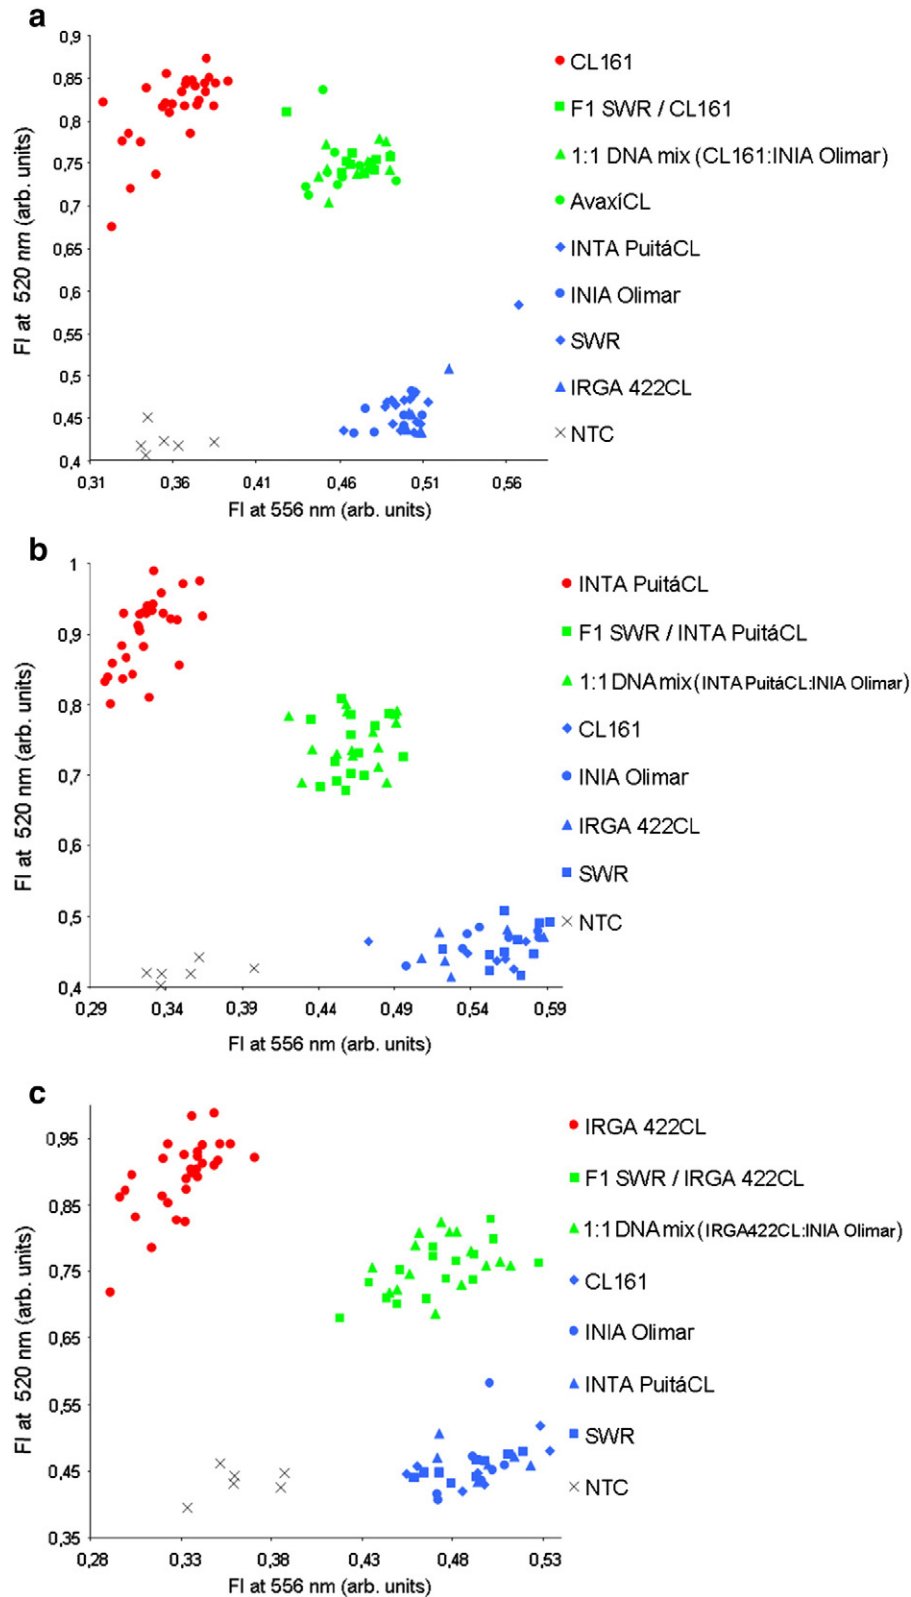 a
0,9
0,85
0,8
0,75
0,7
0,65
0,6
0,55
0,5
0,45
0,4
FI at 520 nm (arb. units)
0,31 0,36 0,41 0,46 0,51 0,56
FI at 556 nm (arb. units)
CL161
F1 SWR / CL161
1:1 DNA mix (CL161:INIA Olimar)
AvaxíCL
INTA PuitáCL
INIA Olimar
SWR
IRGA 422CL
NTC
b
1
0,9
0,8
0,7
0,6
0,5
0,4
FI at 520 nm (arb. units)
0,29 0,34 0,39 0,44 0,49 0,54 0,59
FI at 556 nm (arb. units)
INTA PuitáCL
F1 SWR / INTA PuitáCL
1:1 DNA mix (INTA PuitáCL:INIA Olimar)
CL161
INIA Olimar
IRGA 422CL
SWR
NTC
c
0,95
0,85
0,75
0,65
0,55
0,45
0,35
FI at 520 nm (arb. units)
0,28 0,33 0,38 0,43 0,48 0,53
FI at 556 nm (arb. units)
IRGA 422CL
F1 SWR / IRGA 422CL
1:1 DNA mix (IRGA422CL:INIA Olimar)
CL161
INIA Olimar
INTA PuitáCL
SWR
NTC